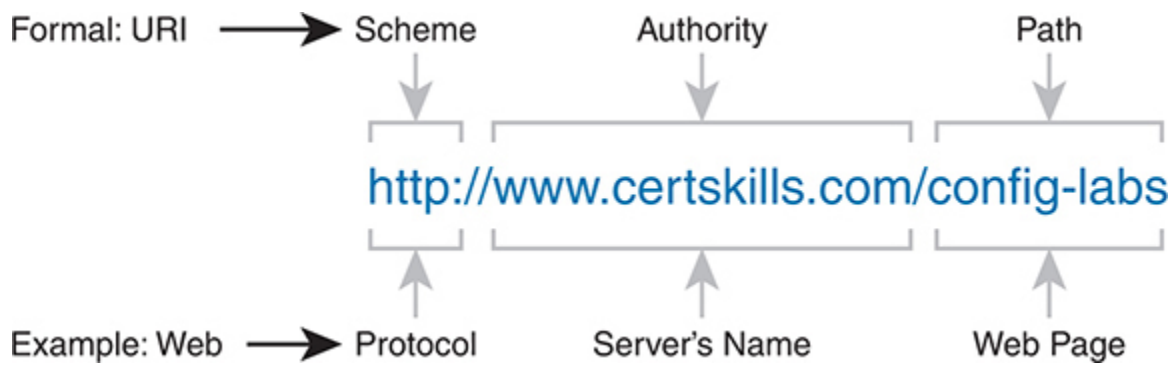 Formal: URI Scheme Authority Path
http://www.certskills.com/config-labs
Example: Web Protocol Server's Name Web Page